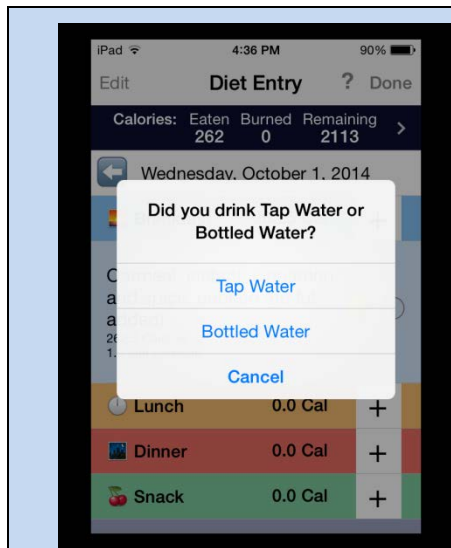 iPad 4:36 PM 90%
Edit Diet Entry ? Done
Calories: Eaten Burned Remaining
262 0 2113 >
Wednesday, October 1, 2014
Did you drink Tap Water or
Bottled Water?
+
Tap Water
Bottled Water
Cancel
Lunch 0.0 Cal +
Dinner 0.0 Cal +
Snack 0.0 Cal +